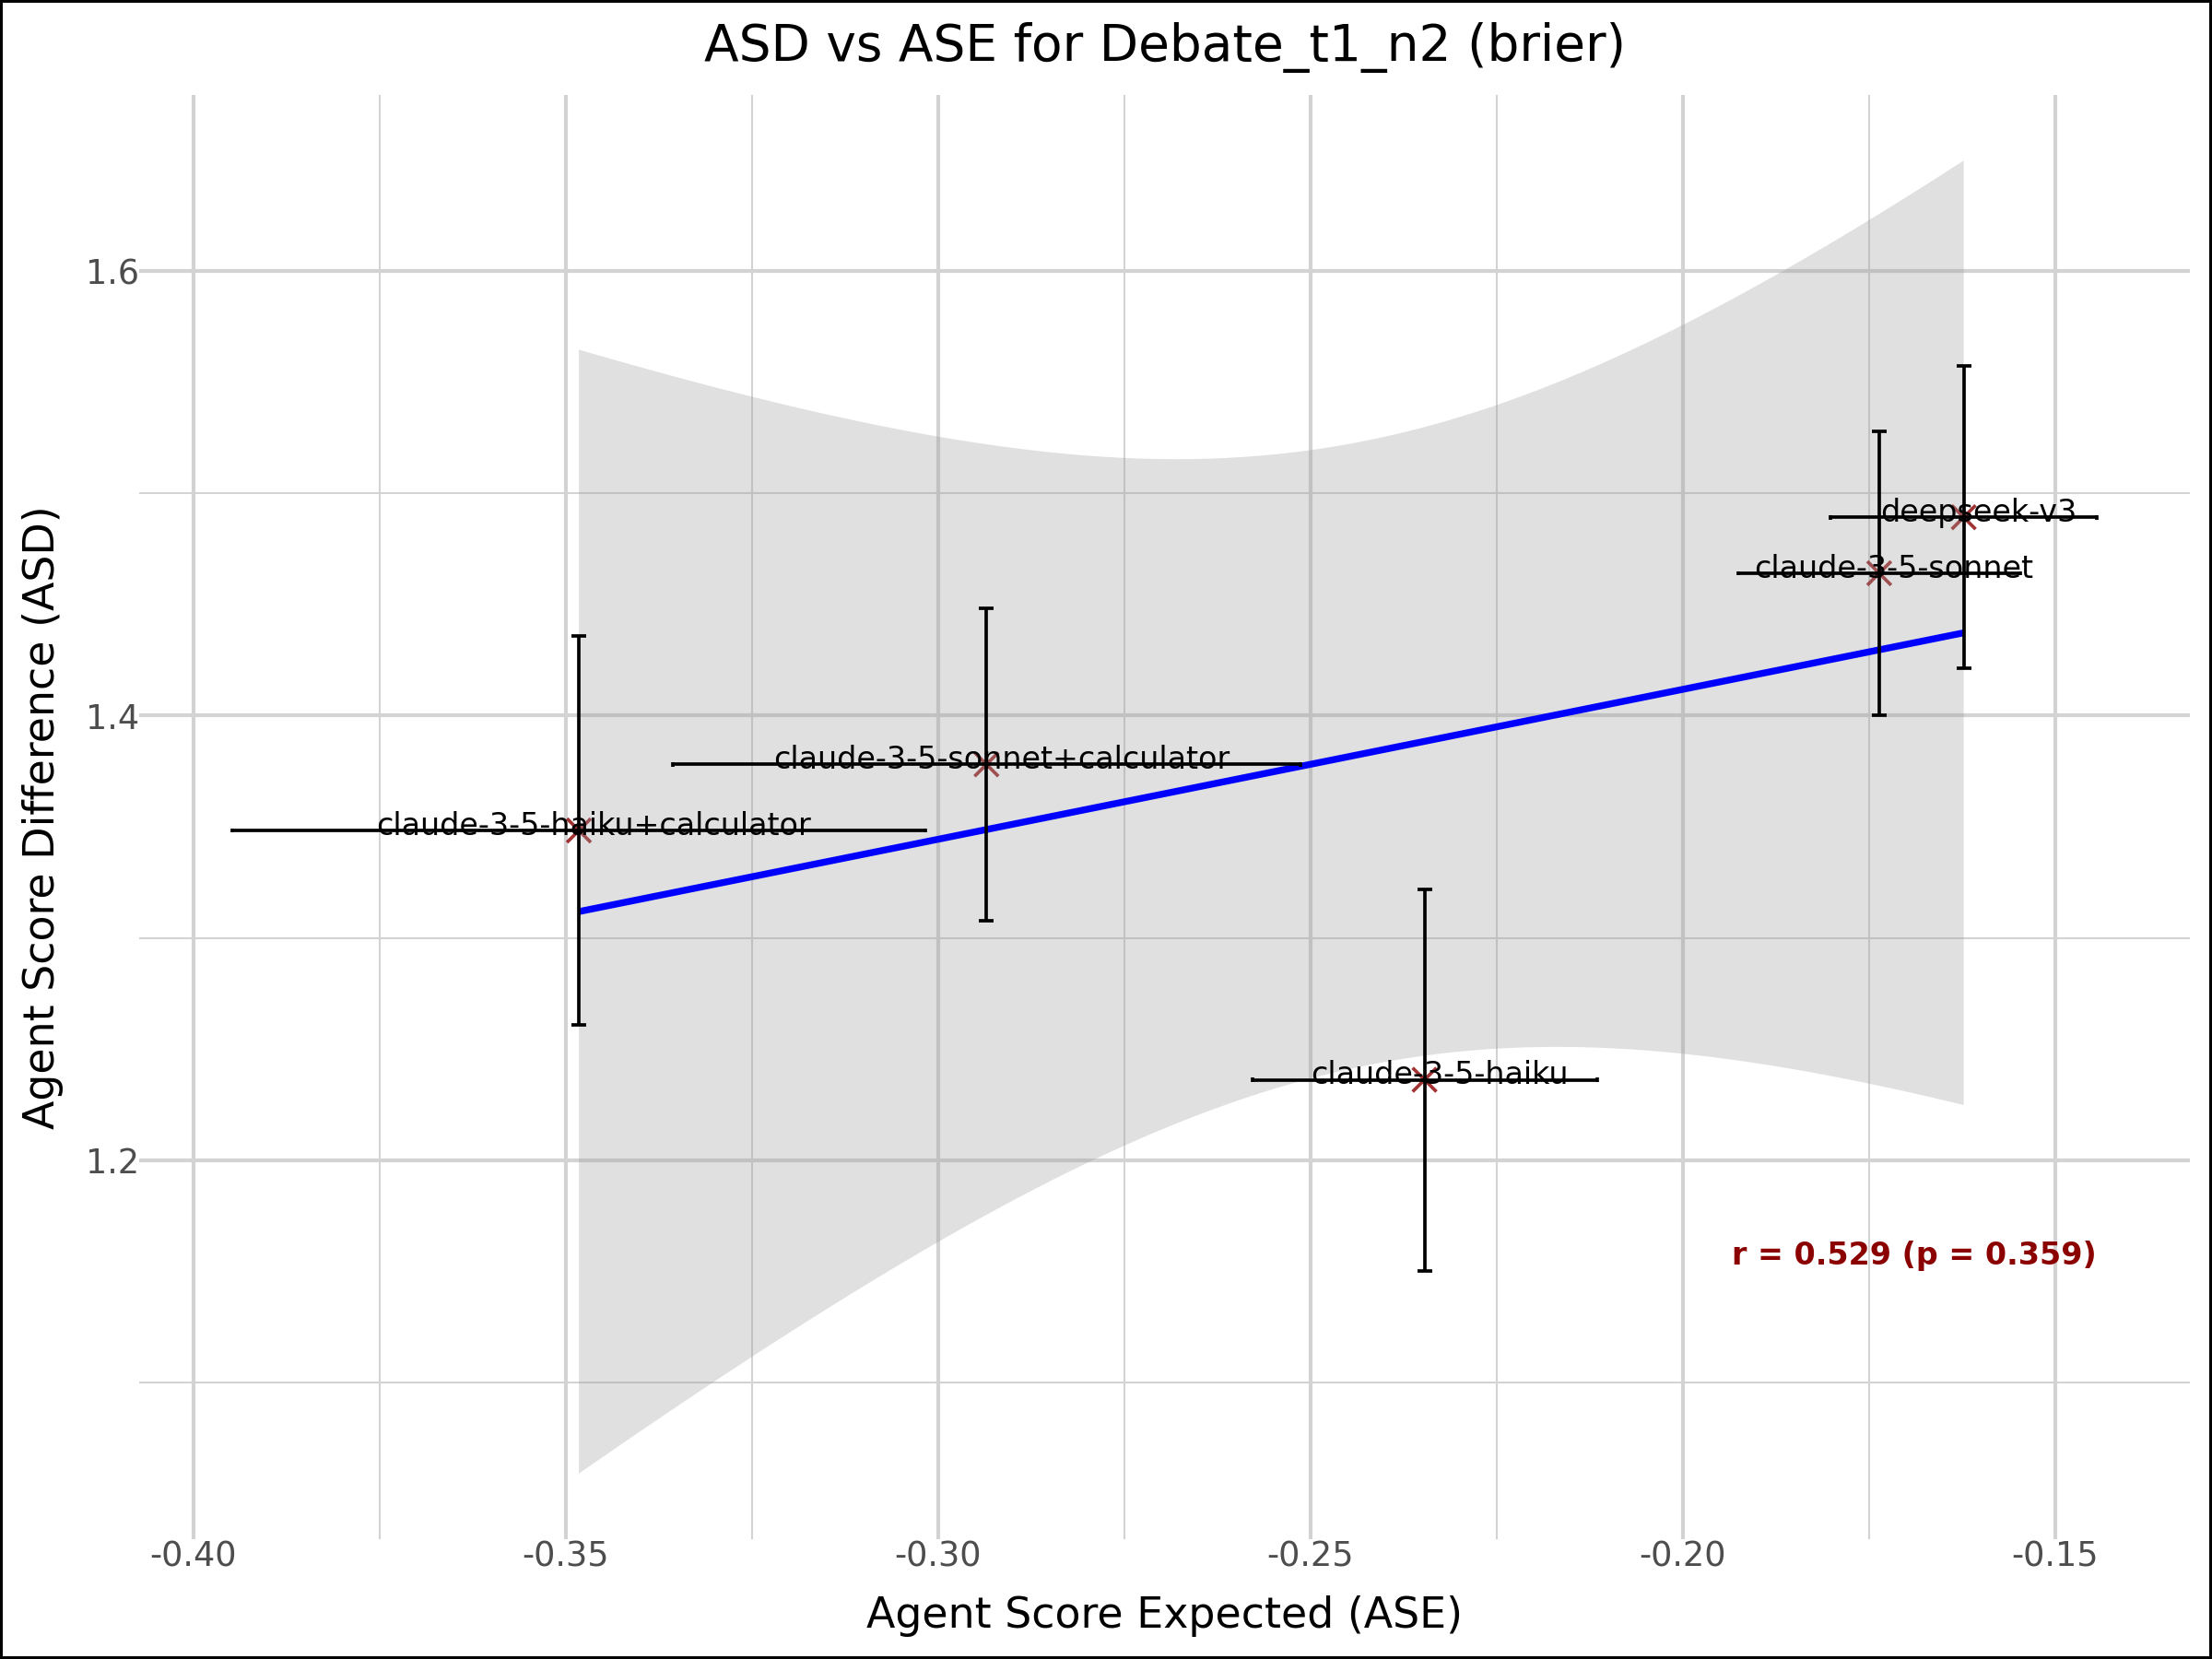 ASD vs ASE for Debate_t1_n2 (brier)
Agent Score Difference (ASD)
1.6
1.4
1.2
deepseek-v3
claude-3-5-sonnet
claude-3-5-sonnet+calculator
claude-3-5-haiku+calculator
claude-3-5-haiku
r = 0.529 (p = 0.359)
-0.40 -0.35 -0.30 -0.25 -0.20 -0.15
Agent Score Expected (ASE)